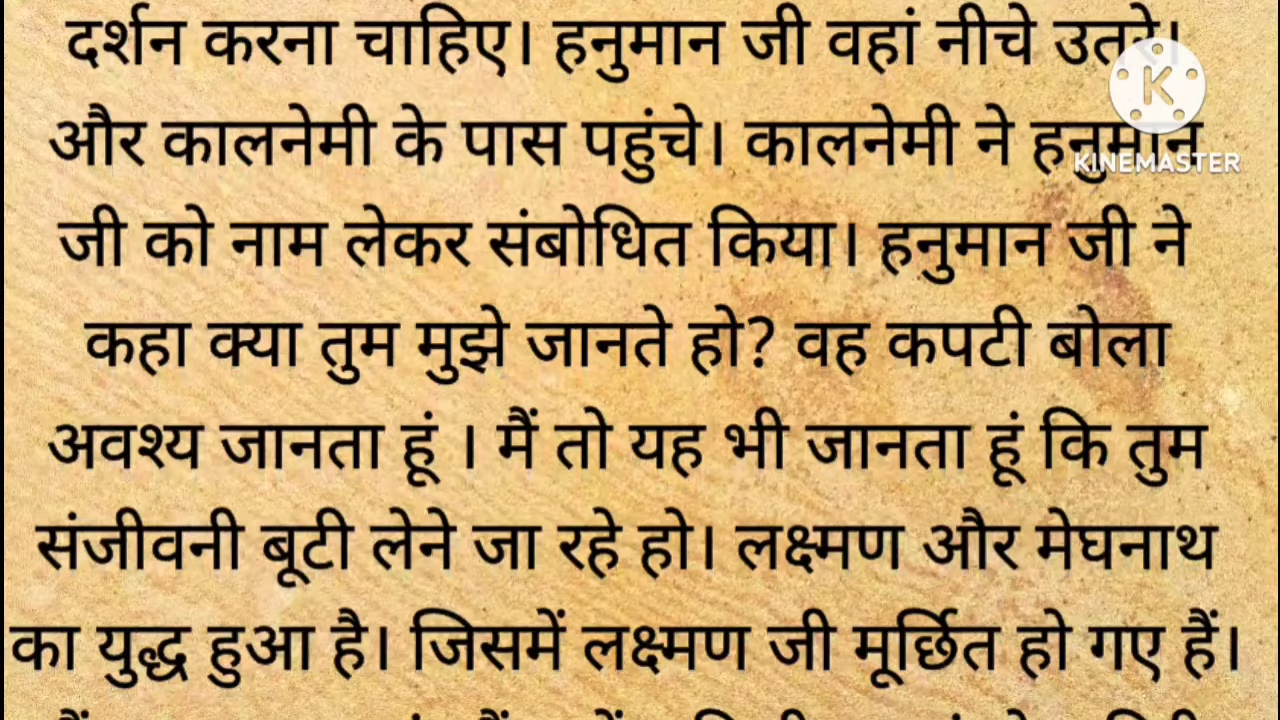 दर्शन करना चाहिए। हनुमान जी वहां नीचे उतरे।
और कालनेमी के पास पहुंचे। कालनेमी ने हनुमान
जी को नाम लेकर संबोधित किया। हनुमान जी ने
कहा क्या तुम मुझे जानते हो? वह कपटी बोला
अवश्य जानता हूं । मैं तो यह भी जानता हूं कि तुम
संजीवनी बूटी लेने जा रहे हो। लक्ष्मण और मेघनाथ
का युद्ध हुआ है। जिसमें लक्ष्मण जी मूर्छित हो गए हैं।
K
KINEMASTER